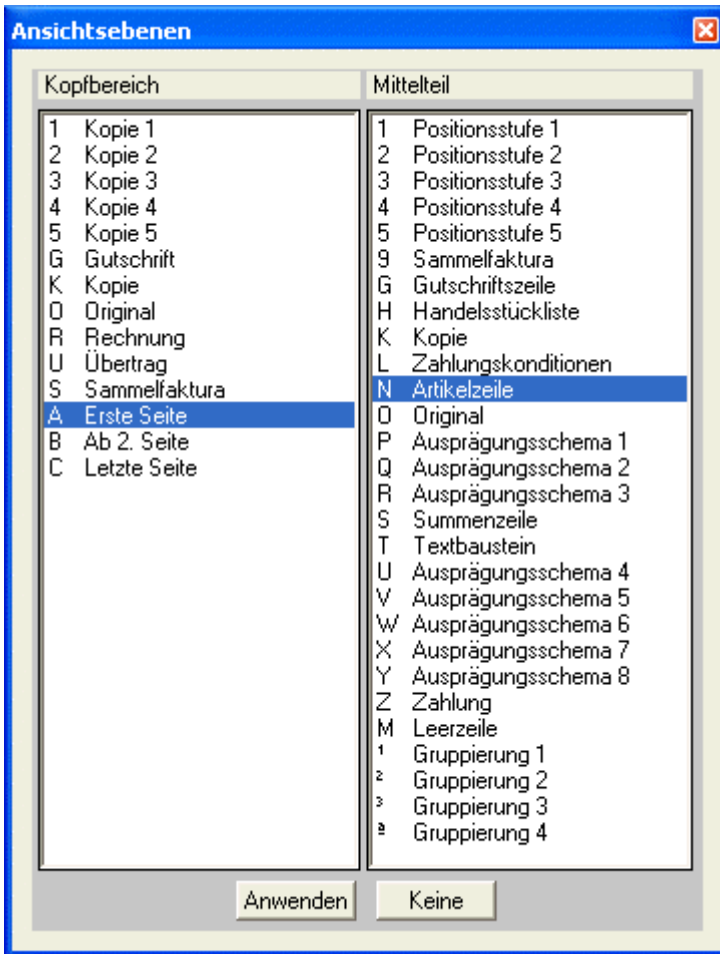 Ansichtsebenen
Kopfbereich
1 Kopie 1
2 Kopie 2
3 Kopie 3
4 Kopie 4
5 Kopie 5
G Gutschrift
K Kopie
O Original
R Rechnung
U Übertrag
S Sammelfaktura
A Erste Seite
B Ab 2. Seite
C Letzte Seite
Mittelteil
1 Positionsstufe 1
2 Positionsstufe 2
3 Positionsstufe 3
4 Positionsstufe 4
5 Positionsstufe 5
9 Sammelfaktura
G Gutschriftszeile
H Handelsstückliste
K Kopie
L Zahlungskonditionen
N Artikelzeile
O Original
P Ausprägungsschema 1
Q Ausprägungsschema 2
R Ausprägungsschema 3
S Summenzeile
T Textbaustein
U Ausprägungsschema 4
V Ausprägungsschema 5
W Ausprägungsschema 6
X Ausprägungsschema 7
Y Ausprägungsschema 8
Z Zahlung
M Leerzeile
¹ Gruppierung 1
² Gruppierung 2
³ Gruppierung 3
ª Gruppierung 4
Anwenden
Keine